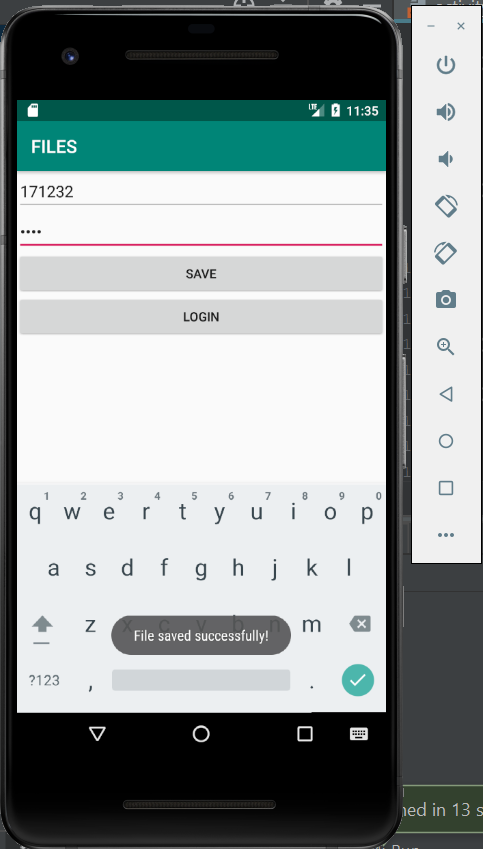 LTE 11:35
FILES
171232
••••
SAVE
LOGIN
1 2 3 4 5 6 7 8 9 0
q w e r t y u i o p
a s d f g h j k l
z x c v b n m
File saved successfully!
?123 , .
in 13 s